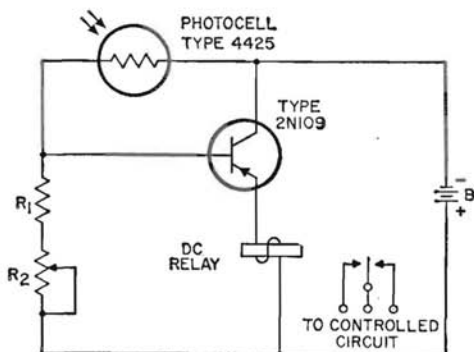 PHOTOCELL
TYPE 4425
TYPE
2N109
R1
R2
DC
RELAY
-
B
+
TO CONTROLLED
CIRCUIT